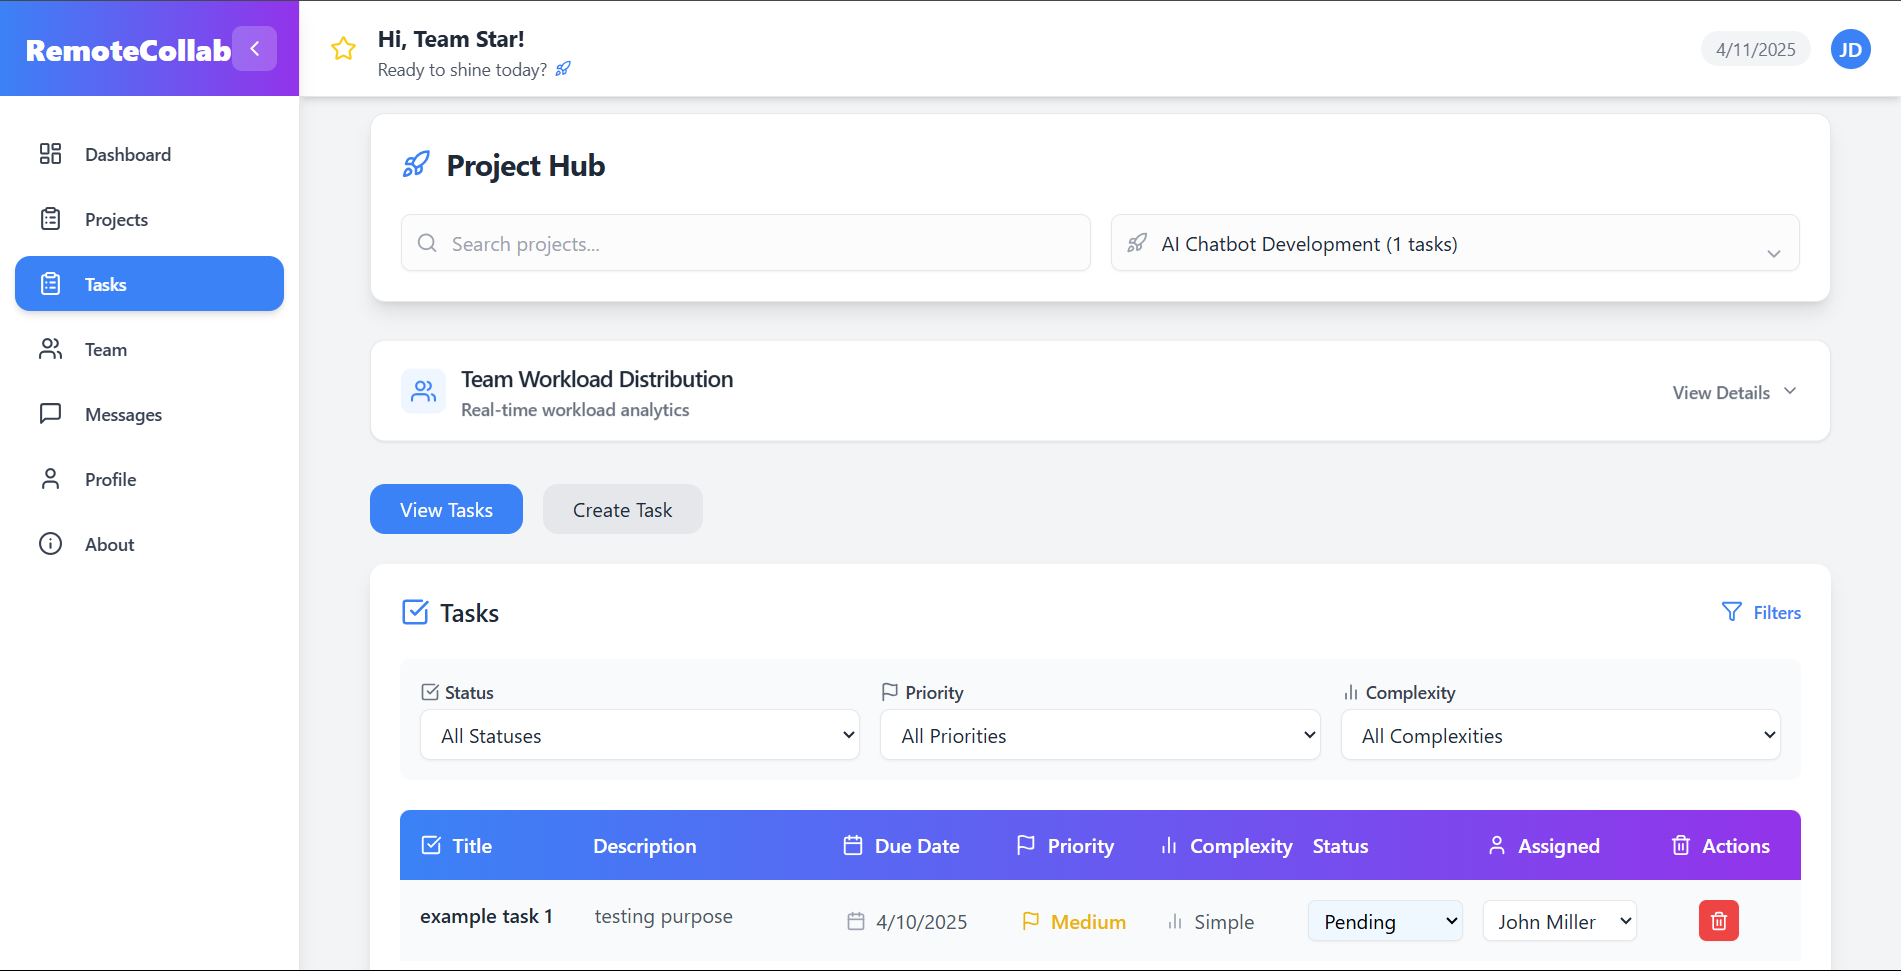 RemoteCollab
Hi, Team Star!
Ready to shine today?
4/11/2025
JD
Dashboard
Projects
Tasks
Team
Messages
Profile
About
Project Hub
Search projects...
AI Chatbot Development (1 tasks)
Team Workload Distribution
Real-time workload analytics
View Details
View Tasks
Create Task
Tasks
Filters
Status
Priority
Complexity
All Statuses
All Priorities
All Complexities
Title Description Due Date Priority Complexity Status Assigned Actions
example task 1 testing purpose 4/10/2025 Medium Simple Pending John Miller